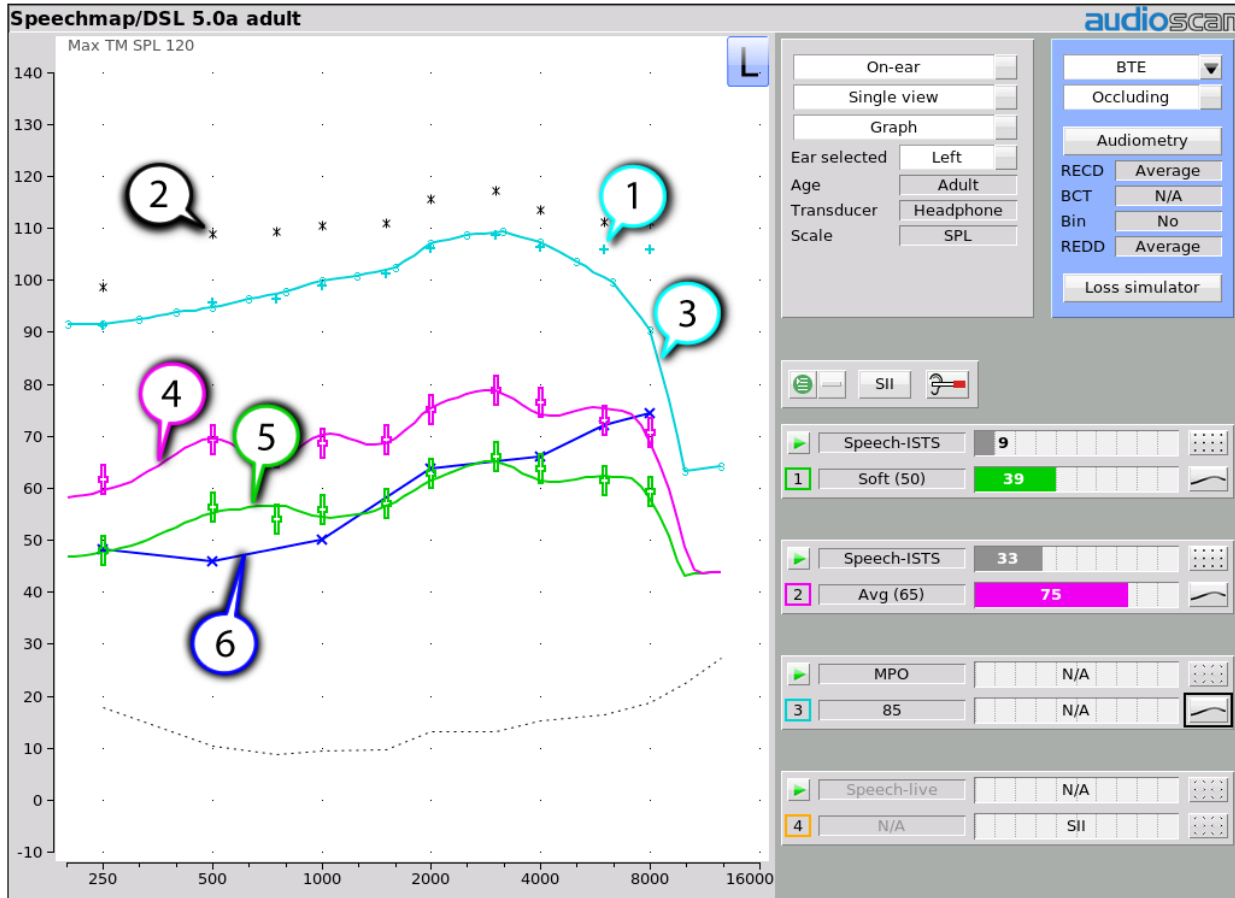 Speechmap/DSL 5.0a adult
audioscan
Max TM SPL 120
L
140
130
120
110
100
90
80
70
60
50
40
30
20
10
0
-10
250 500 1000 2000 4000 8000 16000
2
1
3
4
5
6
On-ear
Single view
Graph
Ear selected Left
Age Adult
Transducer Headphone
Scale SPL
BTE
Occluding
Audiometry
RECD Average
BCT N/A
Bin No
REDD Average
Loss simulator
SII
Speech-ISTS 9
1 Soft (50) 39
Speech-ISTS 33
2 Avg (65) 75
MPO N/A
3 85 N/A
Speech-live N/A
4 N/A SII